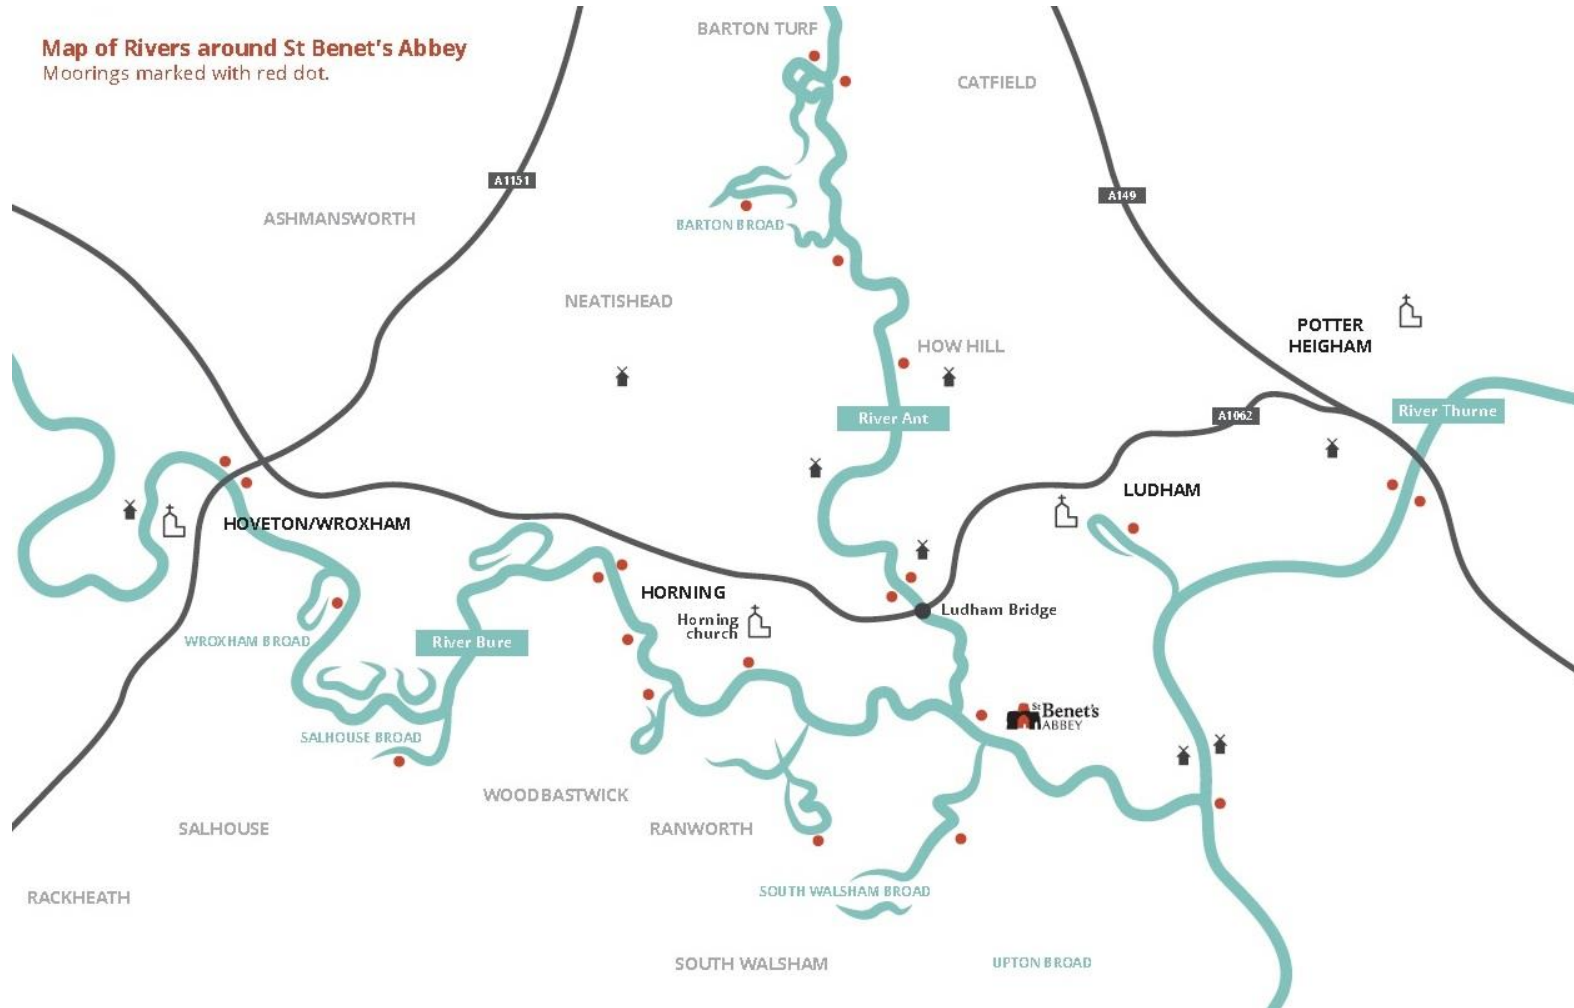 Map of Rivers around St Benet's Abbey
Moorings marked with red dot.
BARTON TURF
CATFIELD
A1151
A149
ASHMANSWORTH
BARTON BROAD
NEATISHEAD
POTTER
HEIGHAM
HOW HILL
River Ant
A1062
River Thurne
LUDHAM
HOVETON/WROXHAM
HORNING
Horning
church
Ludham Bridge
WROXHAM BROAD
River Bure
St Benet's
ABBEY
SALHOUSE BROAD
WOODBASTWICK
SALHOUSE
RANWORTH
RACKHEATH
SOUTH WALSHAM BROAD
SOUTH WALSHAM
UPTON BROAD